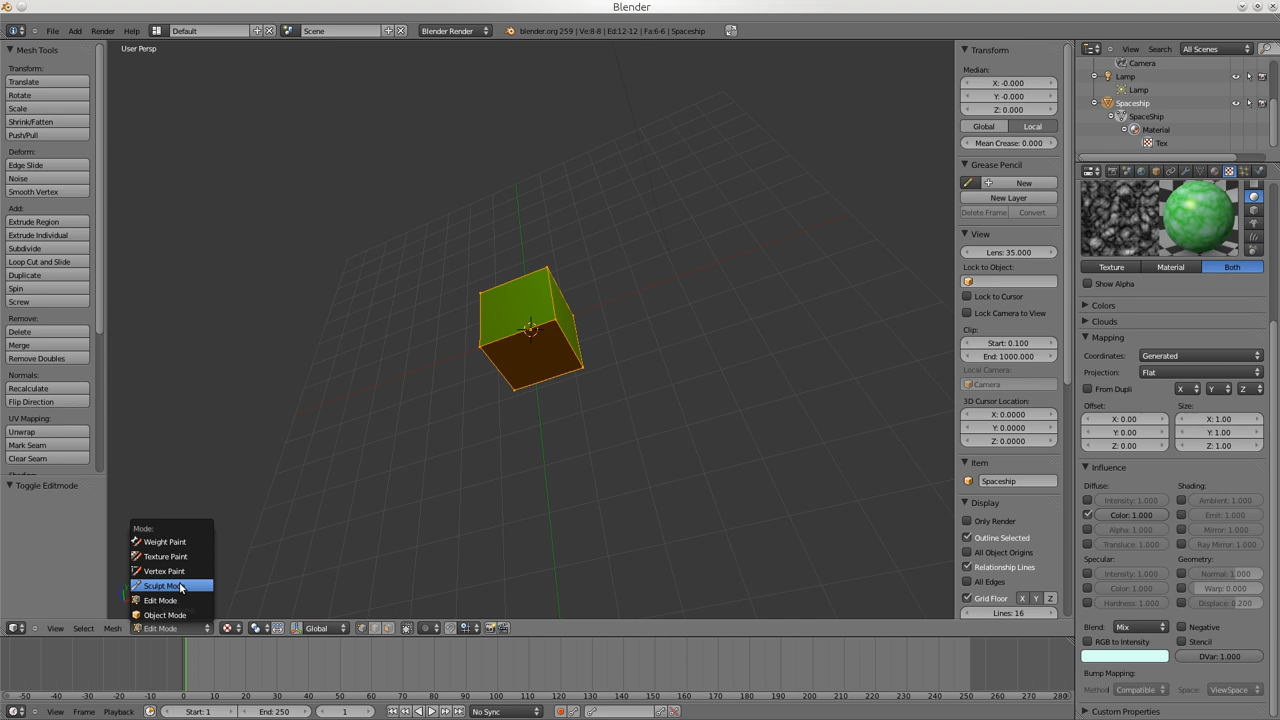 Blender
File
Add
Render
Help
Default
Scene
Blender Render
blender.org 259 | Ve:8-8 | Ed:12-12 | Fa:6-6 | Spaceship
Mesh Tools
Transform:
Translate
Rotate
Scale
Shrink/Fatten
Push/Pull
Deform:
Edge Slide
Noise
Smooth Vertex
Add:
Extrude Region
Extrude Individual
Subdivide
Loop Cut and Slide
Duplicate
Spin
Screw
Remove:
Delete
Merge
Remove Doubles
Normals:
Recalculate
Flip Direction
UV Mapping:
Unwrap
Mark Seam
Clear Seam
Toggle Editmode
User Persp
Mode:
Weight Paint
Texture Paint
Vertex Paint
Sculpt Mode
Edit Mode
Object Mode
View
Select
Mesh
Edit Mode
Global
Transform
Median:
X: -0.000
Y: -0.000
Z: 0.000
Global
Local
Mean Crease: 0.000
Grease Pencil
New
New Layer
Delete Frame
Convert
View
Lens: 35.000
Lock to Object:
Lock to Cursor
Lock Camera to View
Clip:
Start: 0.100
End: 1000.000
Local Camera:
Camera
3D Cursor Location:
X: 0.0000
Y: 0.0000
Z: 0.0000
Item
Spaceship
Display
Only Render
Outline Selected
All Object Origins
Relationship Lines
All Edges
Grid Floor
X
Y
Z
Lines: 16
View
Search
All Scenes
Camera
Lamp
Lamp
Spaceship
SpaceShip
Material
Tex
Texture
Material
Both
Show Alpha
Colors
Clouds
Mapping
Coordinates:
Generated
Projection:
Flat
From Dupli
X
Y
Z
Offset:
Size:
X: 0.00
X: 1.00
Y: 0.00
Y: 1.00
Z: 0.00
Z: 1.00
Influence
Diffuse:
Shading:
Intensity: 1.000
Ambient: 1.000
Color: 1.000
Emit: 1.000
Alpha: 1.000
Mirror: 1.000
Transluce: 1.000
Ray Mirror: 1.000
Specular:
Geometry:
Intensity: 1.000
Normal: 1.000
Color: 1.000
Warp: 0.000
Hardness: 1.000
Displace: 0.200
Blend:
Mix
Negative
RGB to Intensity
Stencil
DVar: 1.000
Bump Mapping:
Method
Compatible
Space:
ViewSpace
Custom Properties
-50 -40 -30 -20 -10 0 10 20 30 40 50 60 70 80 90 100 110 120 130 140 150 160 170 180 190 200 210 220 230 240 250 260 270 280
View
Frame
Playback
Start: 1
End: 250
1
No Sync